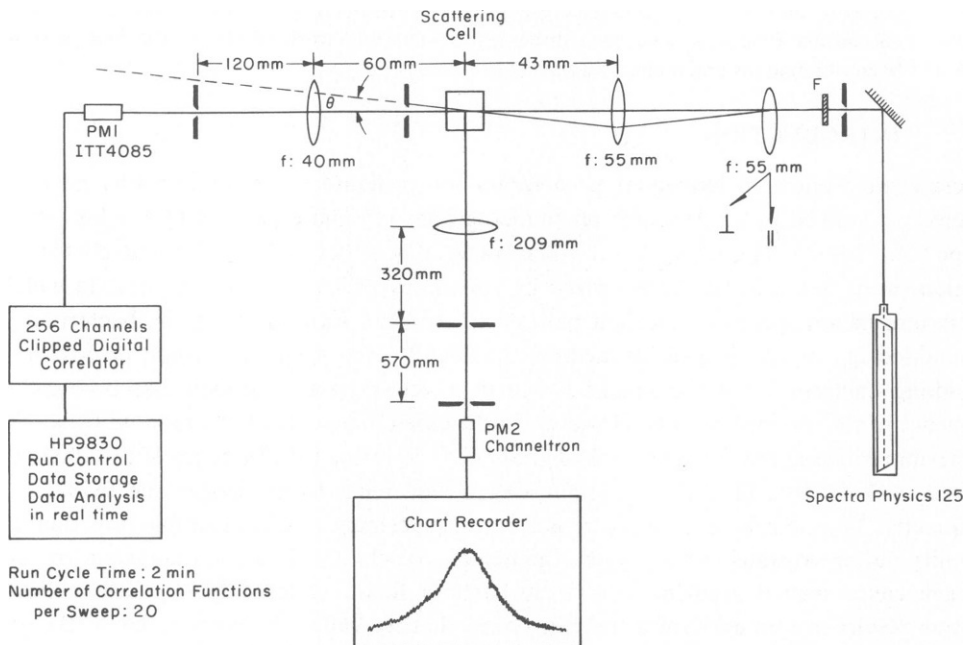 Scattering
Cell
120mm
60mm
43mm
θ
F
PM1
ITT4085
f: 40mm
f: 55mm
f: 55 mm
⊥
||
f: 209mm
320mm
570mm
256 Channels
Clipped Digital
Correlator
HP9830
Run Control
Data Storage
Data Analysis
in real time
PM2
Channeltron
Spectra Physics 125
Chart Recorder
Run Cycle Time: 2 min
Number of Correlation Functions
per Sweep: 20